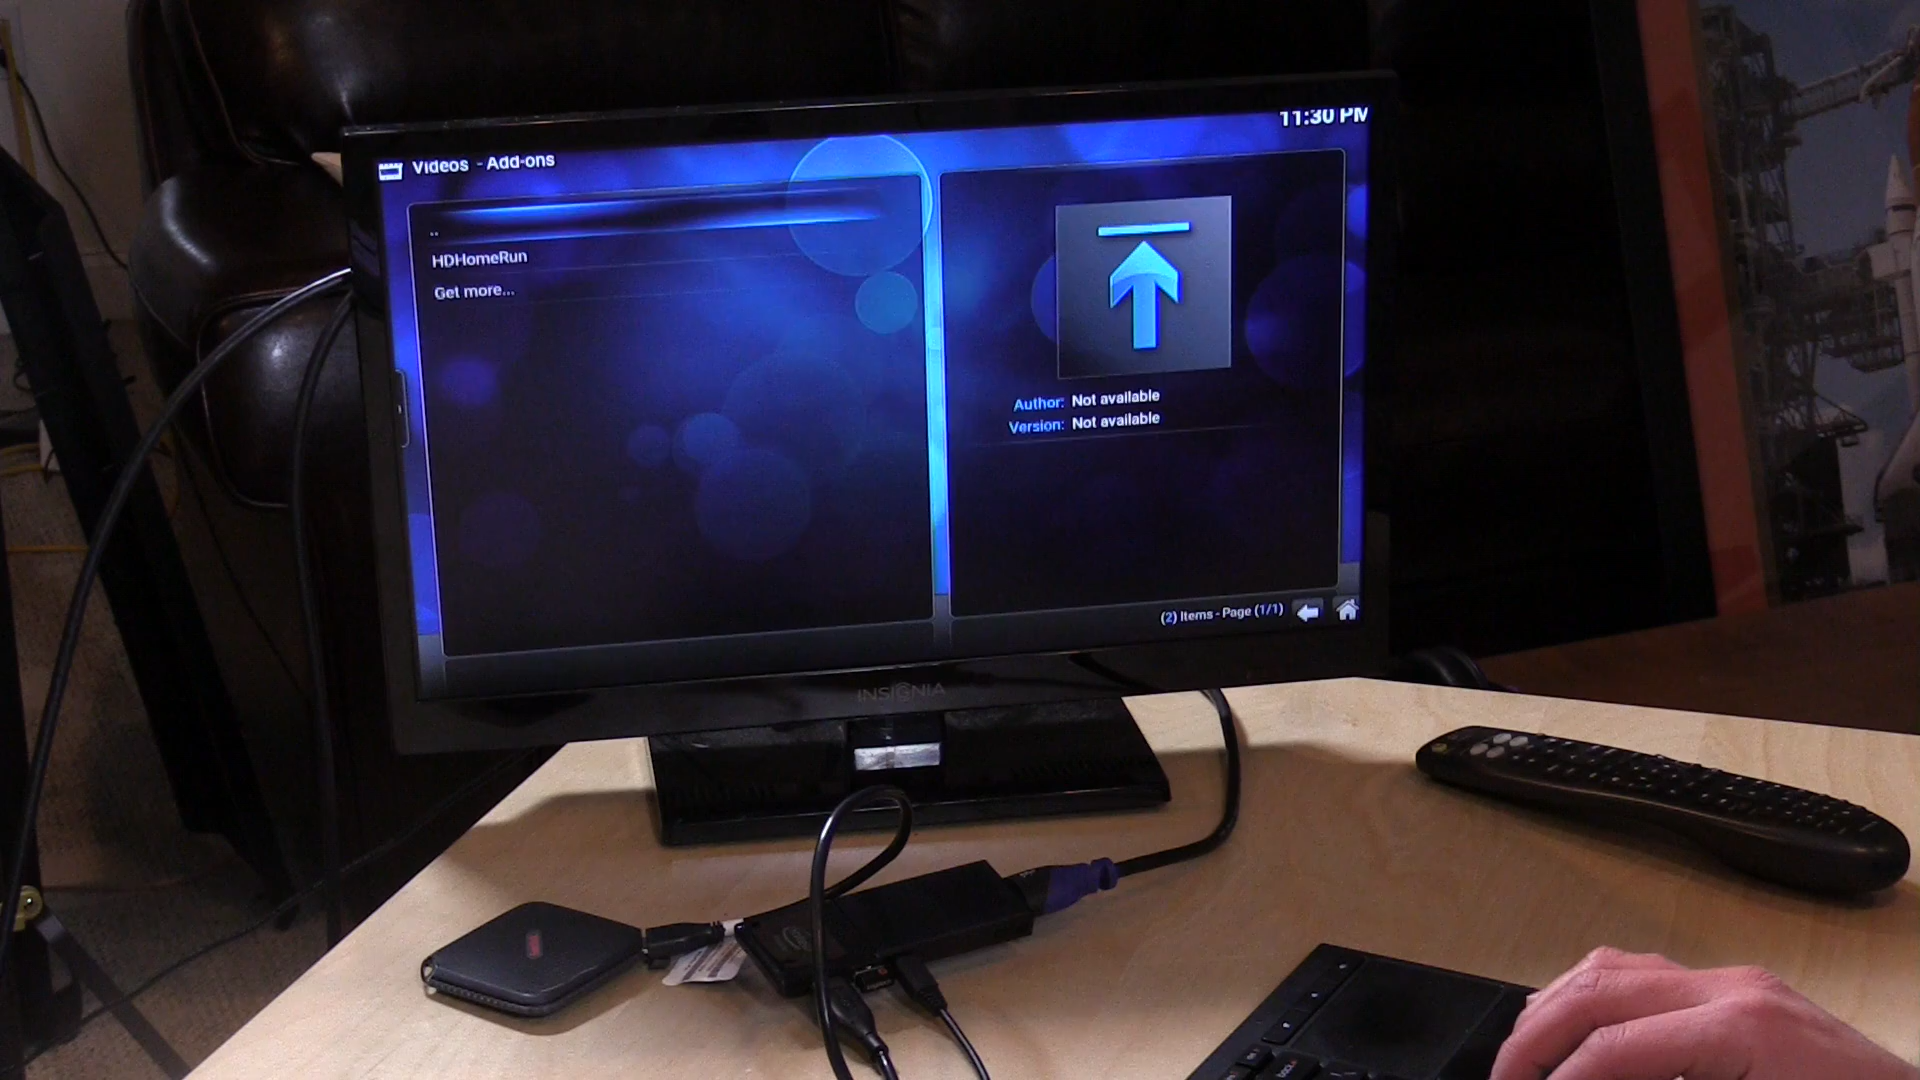 11:30 PM
Videos - Add-ons
..
HDHomeRun
Get more...
Author: Not available
Version: Not available
(2) Items - Page (1/1)
INSIGNIA